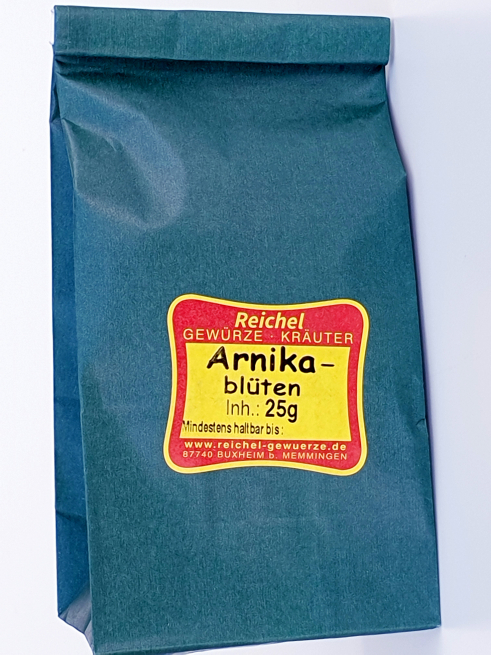 Reichel
GEWÜRZE · KRÄUTER
Arnika-
blüten
Inh.: 25g
Mindestens haltbar bis:
www.reichel-gewuerze.de
87740 BUXHEIM b. MEMMINGEN